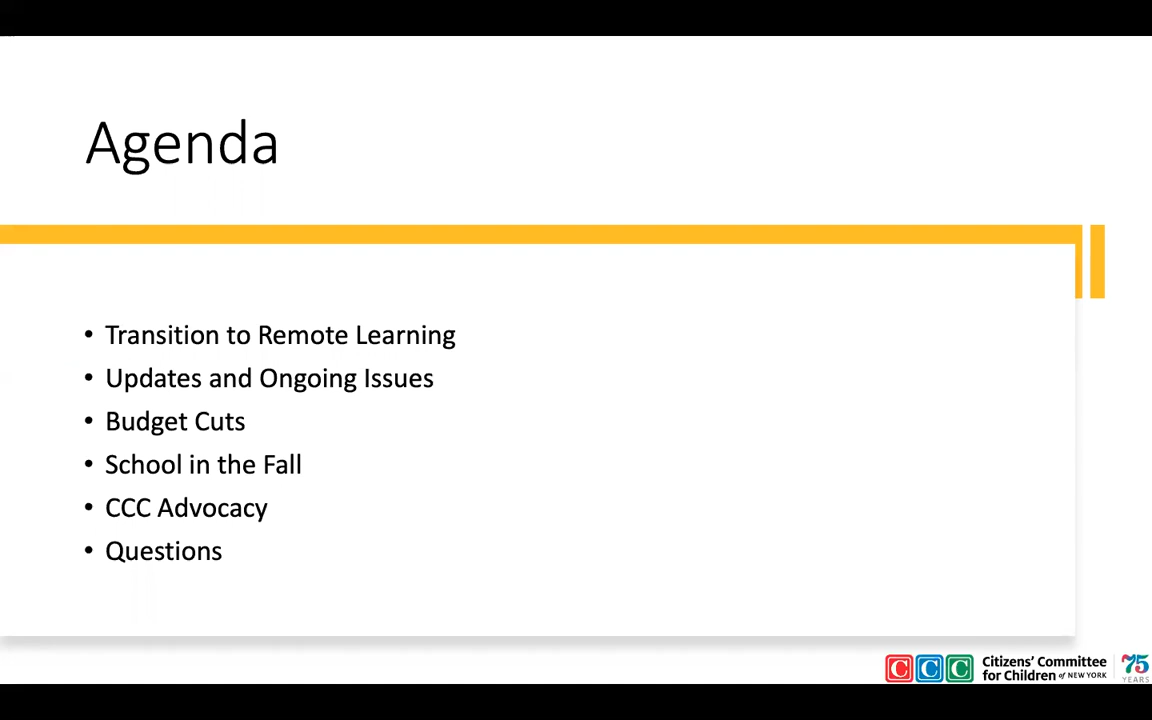 Agenda
• Transition to Remote Learning
• Updates and Ongoing Issues
• Budget Cuts
• School in the Fall
• CCC Advocacy
• Questions
CCC
Citizens' Committee
for Children of NEW YORK
75
YEARS